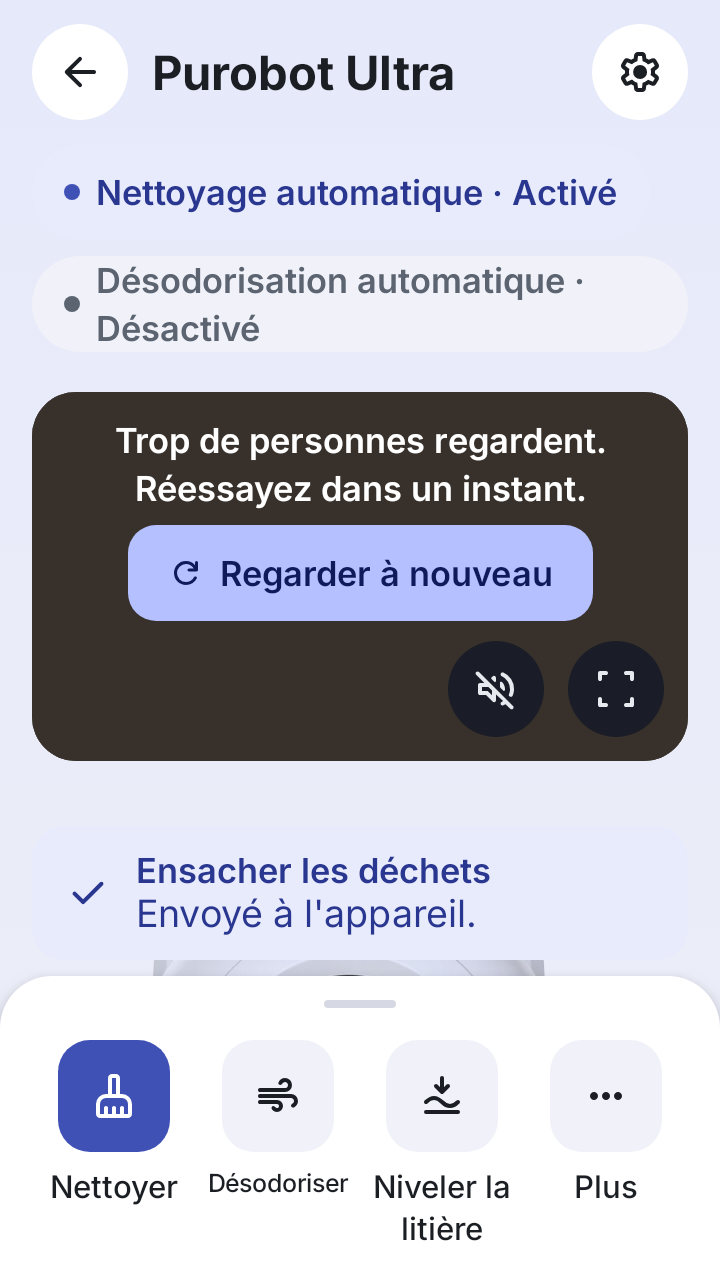 Purobot Ultra
Nettoyage automatique · Activé
Désodorisation automatique ·
Désactivé
Trop de personnes regardent.
Réessayez dans un instant.
Regarder à nouveau
Ensacher les déchets
Envoyé à l'appareil.
Nettoyer
Désodoriser
Niveler la
litière
Plus